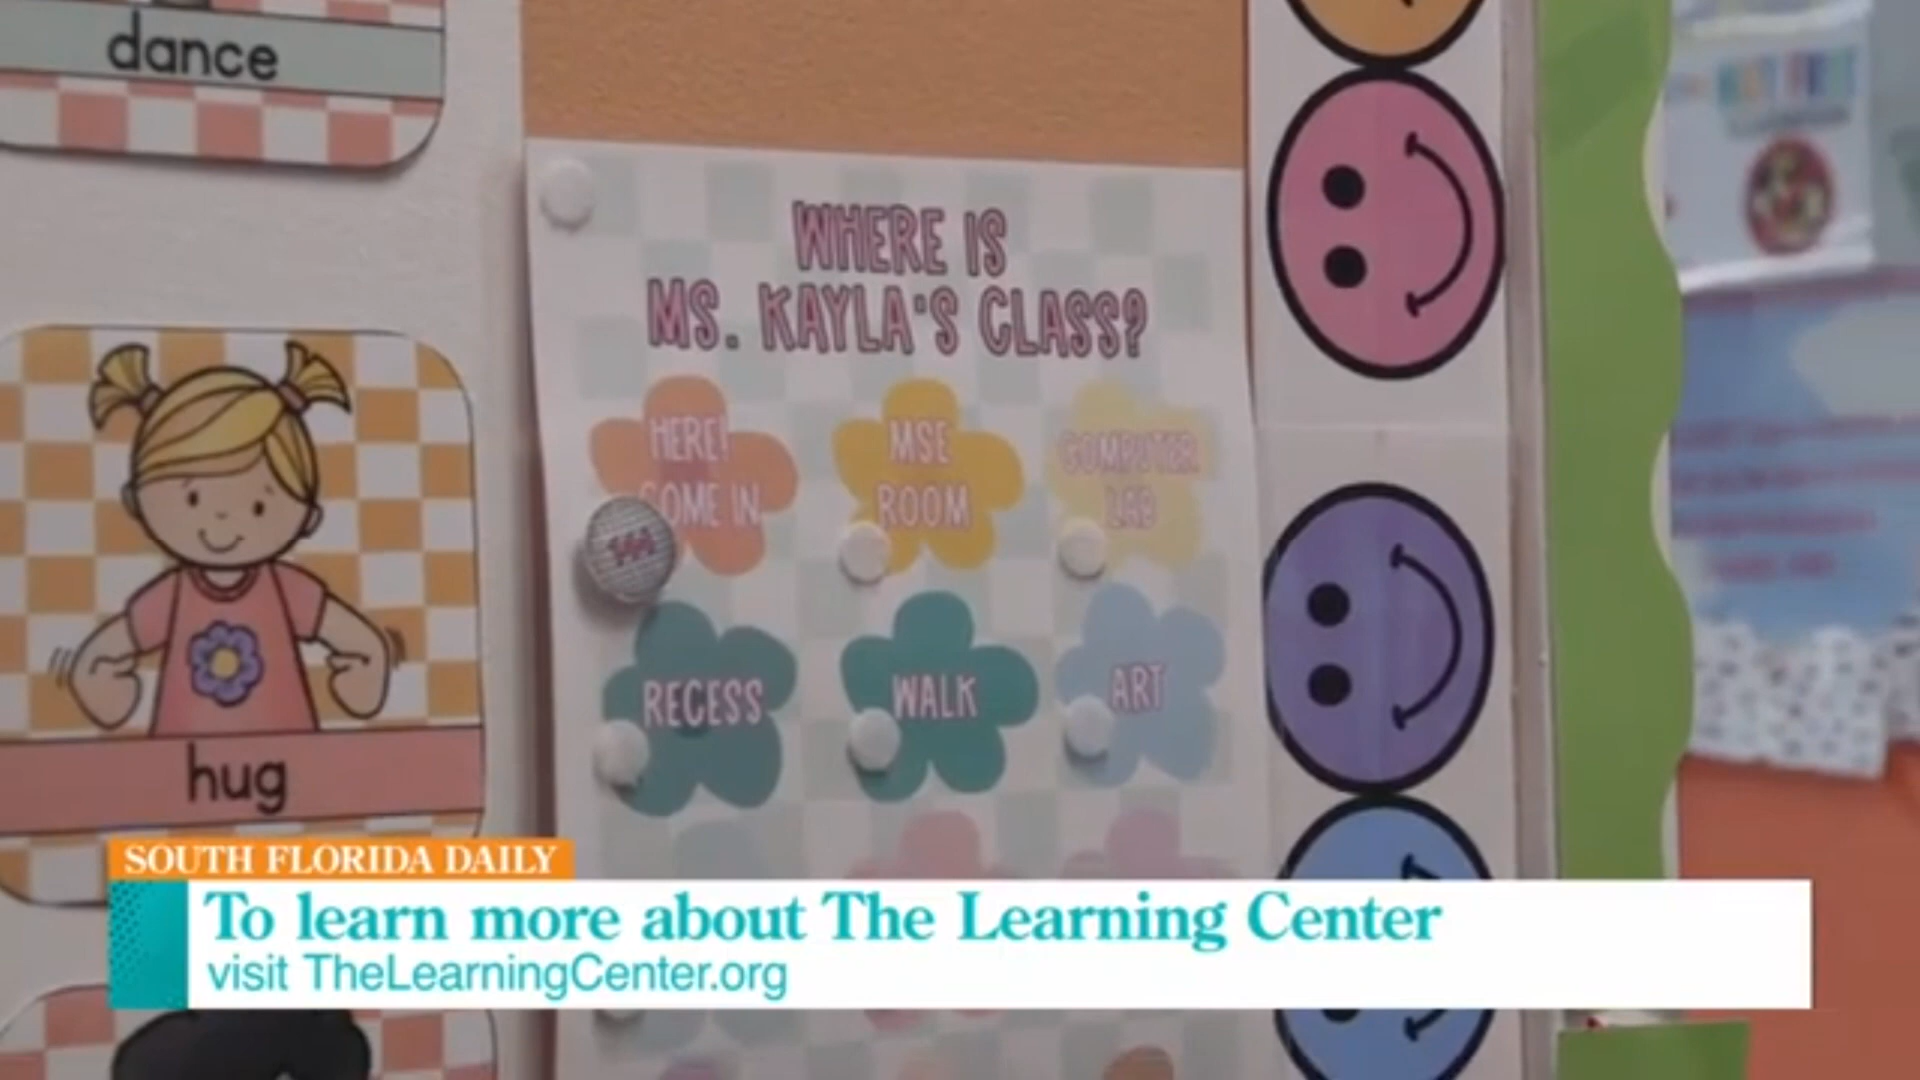 dance
WHERE IS
MS. KAYLA'S CLASS?
HERE!
COME IN
MSE
ROOM
COMPUTER
LAB
RECESS
WALK
ART
hug
SOUTH FLORIDA DAILY
To learn more about The Learning Center
visit TheLearningCenter.org